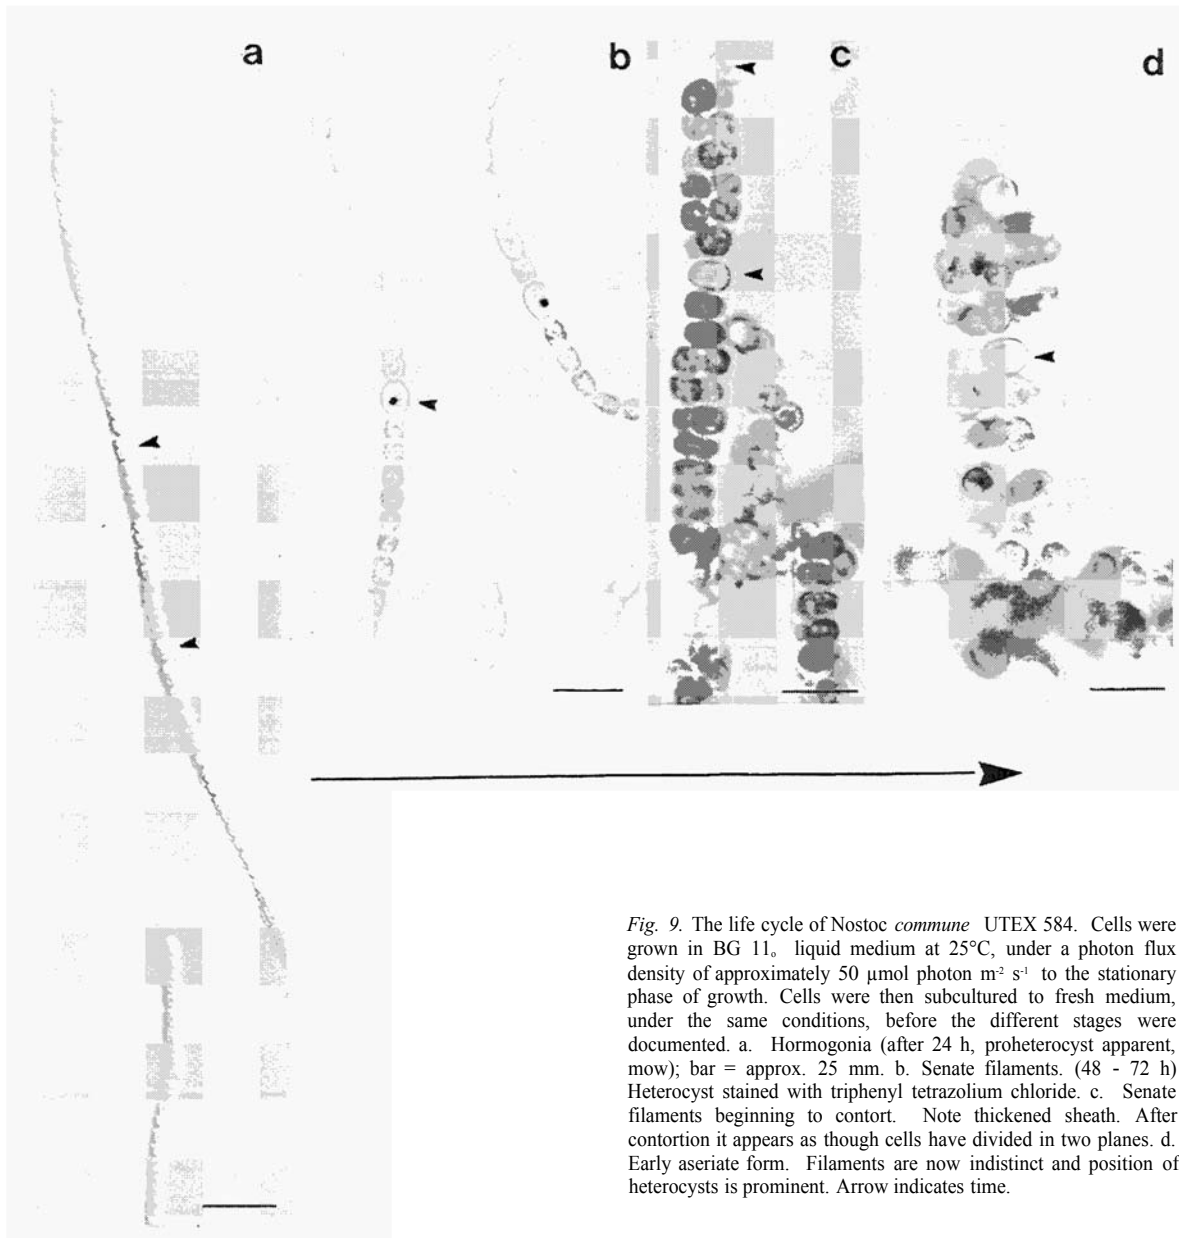 a
b
c
d
Fig. 9. The life cycle of Nostoc commune UTEX 584. Cells were
grown in BG 11ₒ liquid medium at 25°C, under a photon flux
density of approximately 50 µmol photon m⁻² s⁻¹ to the stationary
phase of growth. Cells were then subcultured to fresh medium,
under the same conditions, before the different stages were
documented. a. Hormogonia (after 24 h, proheterocyst apparent,
mow); bar = approx. 25 mm. b. Senate filaments. (48 - 72 h)
Heterocyst stained with triphenyl tetrazolium chloride. c. Senate
filaments beginning to contort. Note thickened sheath. After
contortion it appears as though cells have divided in two planes. d.
Early aseriate form. Filaments are now indistinct and position of
heterocysts is prominent. Arrow indicates time.